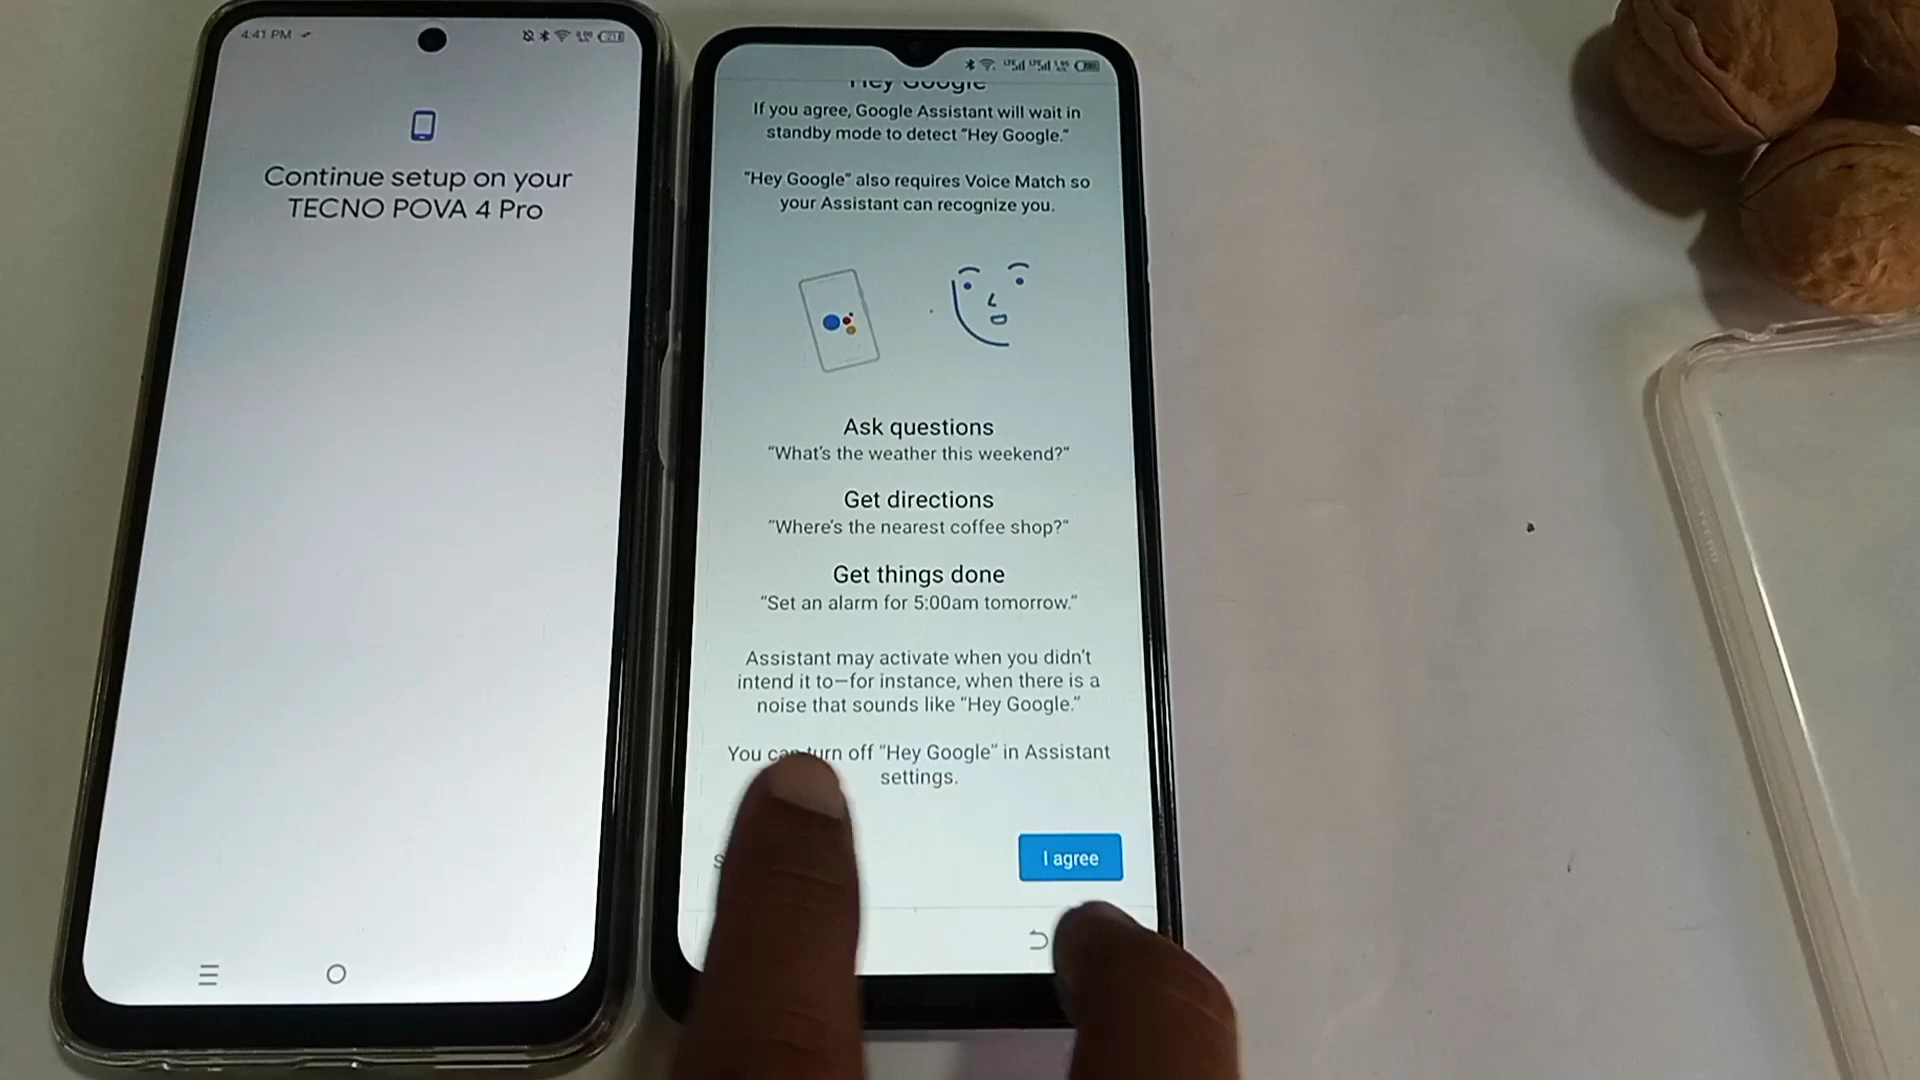 4:41 PM
Continue setup on your
TECNO POVA 4 Pro
Hey Google
If you agree, Google Assistant will wait in
standby mode to detect “Hey Google.”
“Hey Google” also requires Voice Match so
your Assistant can recognize you.
Ask questions
“What’s the weather this weekend?”
Get directions
“Where’s the nearest coffee shop?”
Get things done
“Set an alarm for 5:00am tomorrow.”
Assistant may activate when you didn’t
intend it to—for instance, when there is a
noise that sounds like “Hey Google.”
You can turn off “Hey Google” in Assistant
settings.
I agree